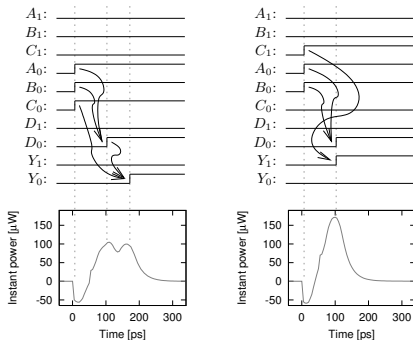 A₁:
B₁:
C₁:
A₀:
B₀:
C₀:
D₁:
D₀:
Y₁:
Y₀:
Instant power [µW]
150
100
50
0
-50
0 100 200 300
Time [ps]
A₁:
B₁:
C₁:
A₀:
B₀:
C₀:
D₁:
D₀:
Y₁:
Y₀:
Instant power [µW]
150
100
50
0
-50
0 100 200 300
Time [ps]